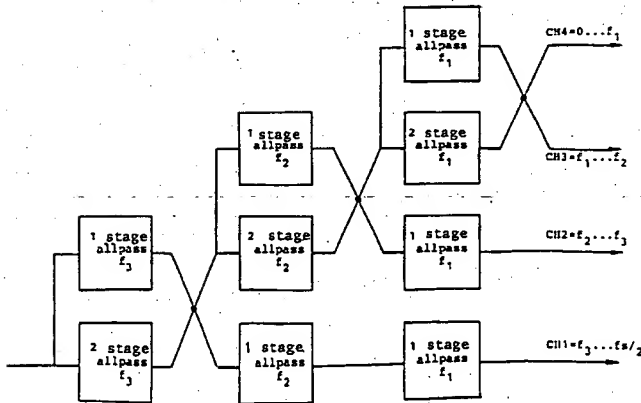 1 stage
allpass
f1
CH4=0...f1
2 stage
allpass
f1
CH3=f1...f2
1 stage
allpass
f2
2 stage
allpass
f2
1 stage
allpass
f1
CH2=f2...f3
1 stage
allpass
f3
2 stage
allpass
f3
1 stage
allpass
f2
1 stage
allpass
f1
CH1=f3...fs/2